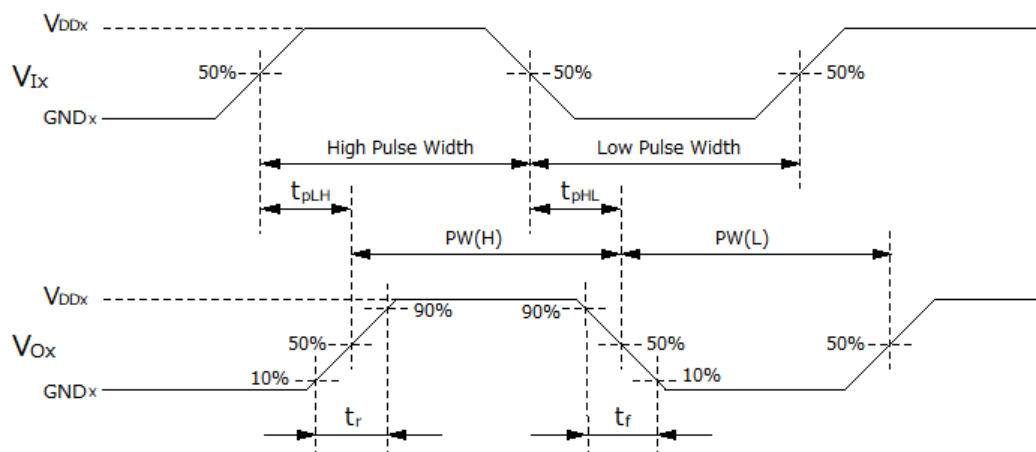 VDDx
VIx
50%
50%
50%
GNDx
High Pulse Width
Low Pulse Width
tpLH
tpHL
PW(H)
PW(L)
VDDx
90%
90%
VOx
50%
50%
50%
10%
10%
GNDx
tr
tf